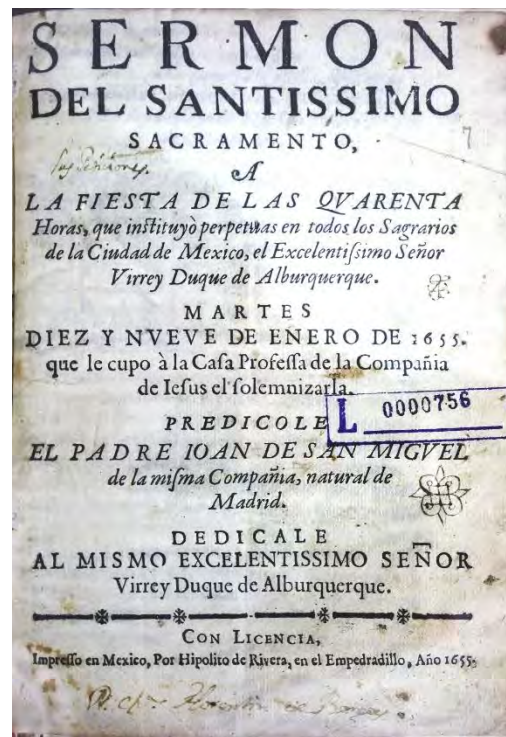 SERMON
DEL SANTISSIMO
SACRAMENTO,
7
A
LA FIESTA DE LAS QVARENTA
Horas, que instituyò perpetuas en todos los Sagrarios
de la Ciudad de Mexico, el Excelentissimo Señor
Virrey Duque de Alburquerque.
MARTES
DIEZ Y NVEVE DE ENERO DE 1655.
que le cupo à la Casa Professa de la Compañia
de Iesus el solemnizarla.
L 0000756
PREDICOLE
EL PADRE IOAN DE SAN MIGVEL
de la misma Compañia, natural de
Madrid.
DEDICALE
AL MISMO EXCELENTISSIMO SEÑOR
Virrey Duque de Alburquerque.
CON LICENCIA,
Impresso en Mexico, Por Hipolito de Rivera, en el Empedradillo, Año 1655.